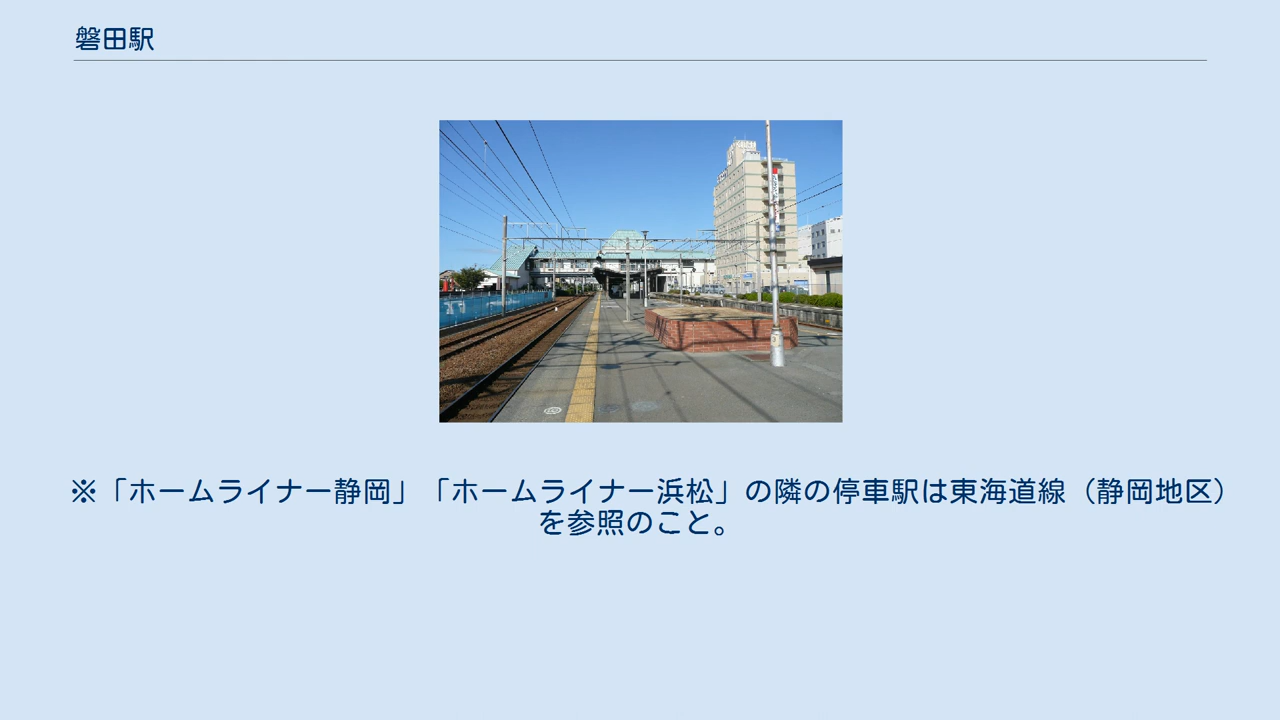 磐田駅
※「ホームライナー静岡」「ホームライナー浜松」の隣の停車駅は東海道線（静岡地区）
を参照のこと。